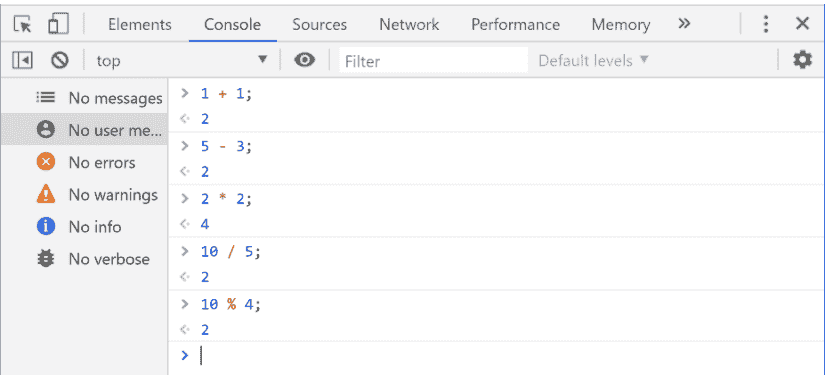 Elements Console Sources Network Performance Memory »
top Filter Default levels
No messages
No user me...
No errors
No warnings
No info
No verbose
> 1 + 1;
< 2
> 5 - 3;
< 2
> 2 * 2;
< 4
> 10 / 5;
< 2
> 10 % 4;
< 2
>